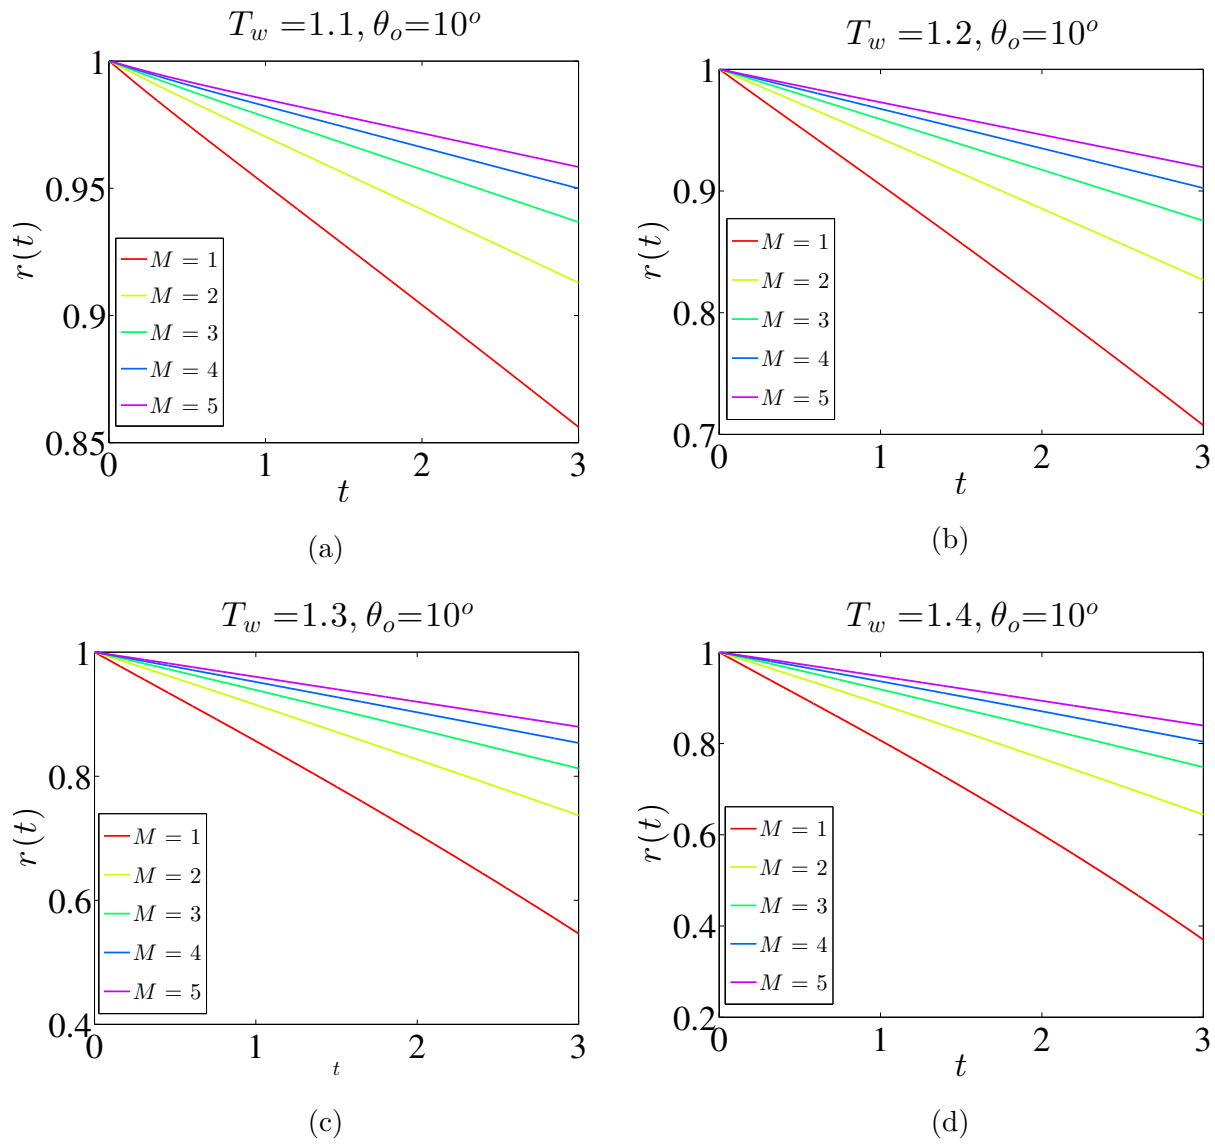 T_w =1.1, θ_o=10^o
1
0.95
0.9
0.85
r(t)
M = 1
M = 2
M = 3
M = 4
M = 5
0 1 2 3
t
(a)
T_w =1.2, θ_o=10^o
1
0.9
0.8
0.7
r(t)
M = 1
M = 2
M = 3
M = 4
M = 5
0 1 2 3
t
(b)
T_w =1.3, θ_o=10^o
1
0.8
0.6
0.4
r(t)
M = 1
M = 2
M = 3
M = 4
M = 5
0 1 2 3
t
(c)
T_w =1.4, θ_o=10^o
1
0.8
0.6
0.4
0.2
r(t)
M = 1
M = 2
M = 3
M = 4
M = 5
0 1 2 3
t
(d)